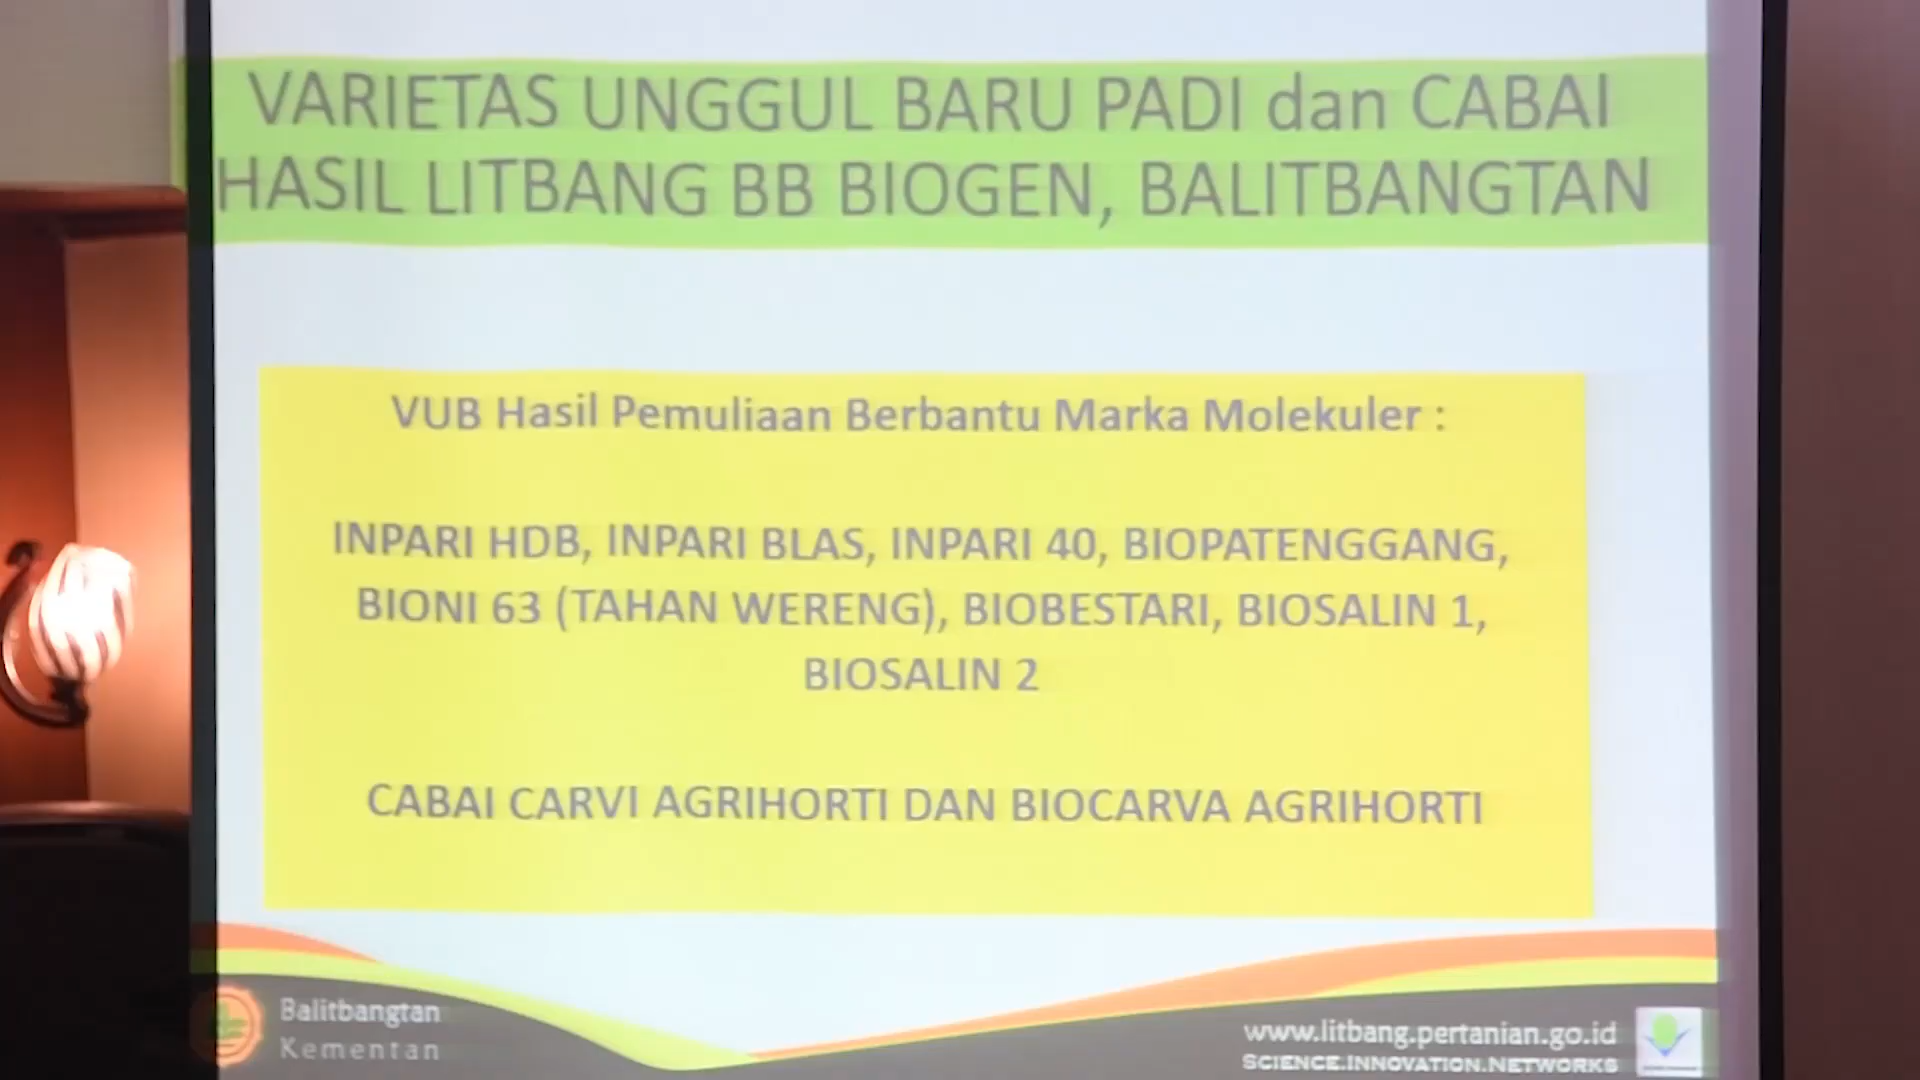 VARIETAS UNGGUL BARU PADI dan CABAI
HASIL LITBANG BB BIOGEN, BALITBANGTAN
VUB Hasil Pemuliaan Berbantu Marka Molekuler :
INPARI HDB, INPARI BLAS, INPARI 40, BIOPATENGGANG,
BIONI 63 (TAHAN WERENG), BIOBESTARI, BIOSALIN 1,
BIOSALIN 2
CABAI CARVI AGRIHORTI DAN BIOCARVA AGRIHORTI
Balitbangtan
Kementan
www.litbang.pertanian.go.id
SCIENCE.INNOVATION.NETWORKS